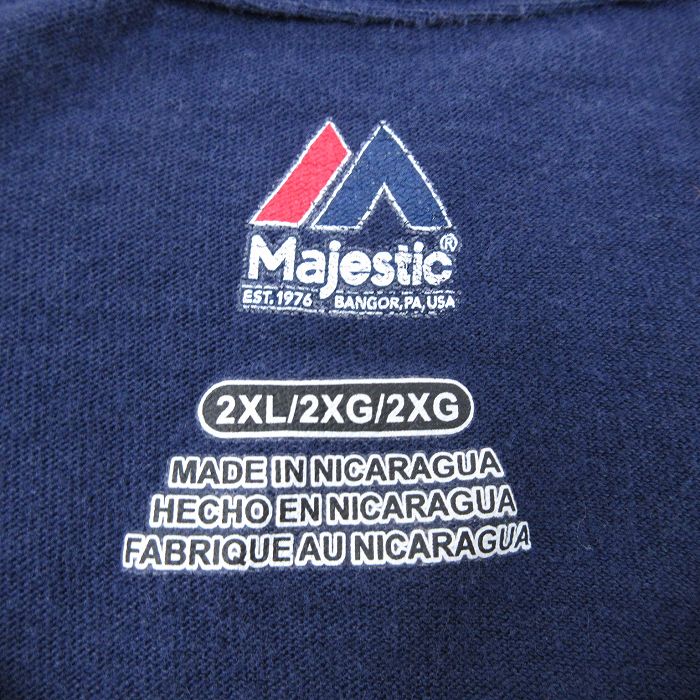 Majestic®
EST. 1976 BANGOR, PA, USA
2XL/2XG/2XG
MADE IN NICARAGUA
HECHO EN NICARAGUA
FABRIQUE AU NICARAGUA